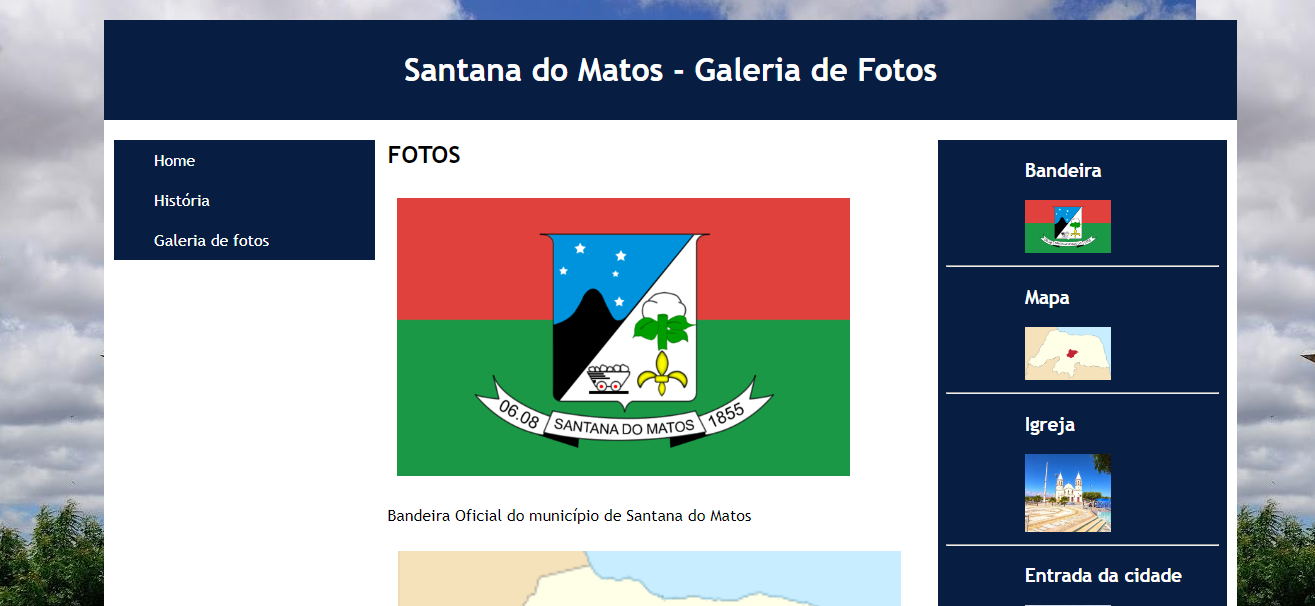 Santana do Matos - Galeria de Fotos
Home
História
Galeria de fotos
FOTOS
06.08
SANTANA DO MATOS
1855
Bandeira Oficial do município de Santana do Matos
Bandeira
Mapa
Igreja
Entrada da cidade